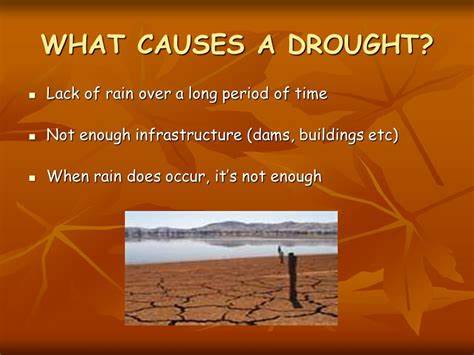 WHAT CAUSES A DROUGHT?
Lack of rain over a long period of time
Not enough infrastructure (dams, buildings etc)
When rain does occur, it's not enough